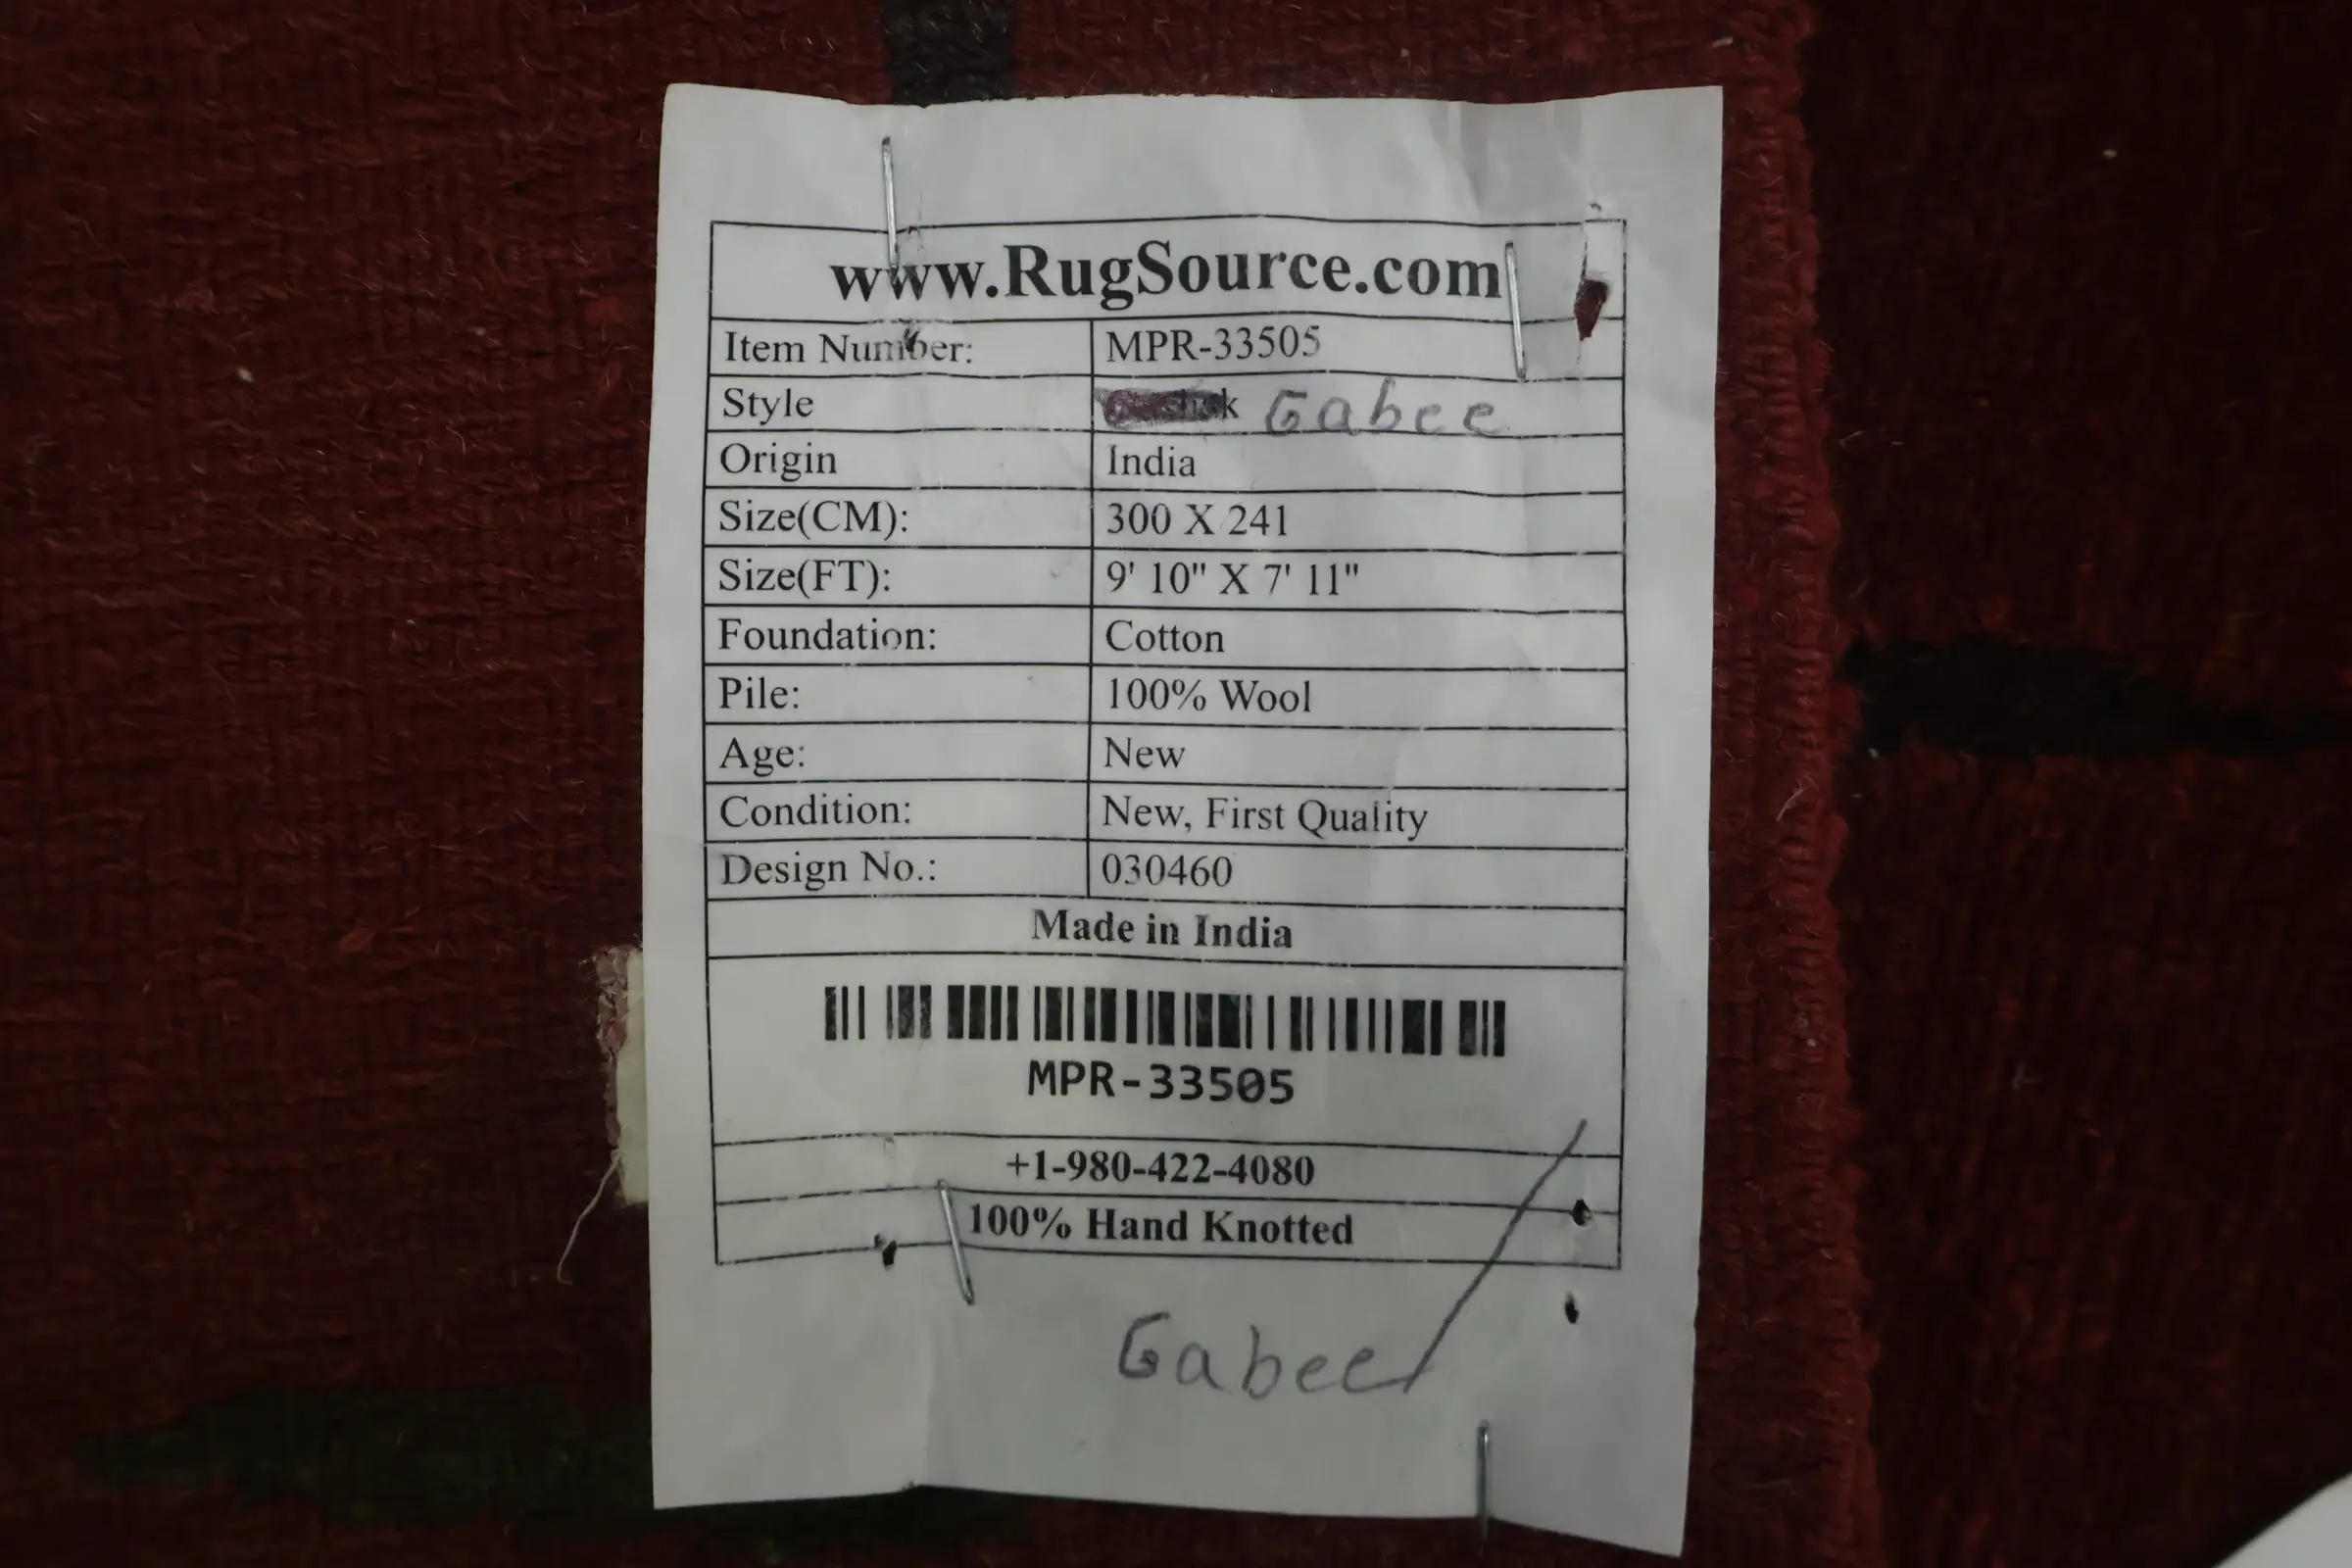 www.RugSource.com
Item Number: MPR-33505
Style Gabee
Origin India
Size(CM): 300 X 241
Size(FT): 9' 10" X 7' 11"
Foundation: Cotton
Pile: 100% Wool
Age: New
Condition: New, First Quality
Design No.: 030460
Made in India
MPR-33505
+1-980-422-4080
100% Hand Knotted
Gabee